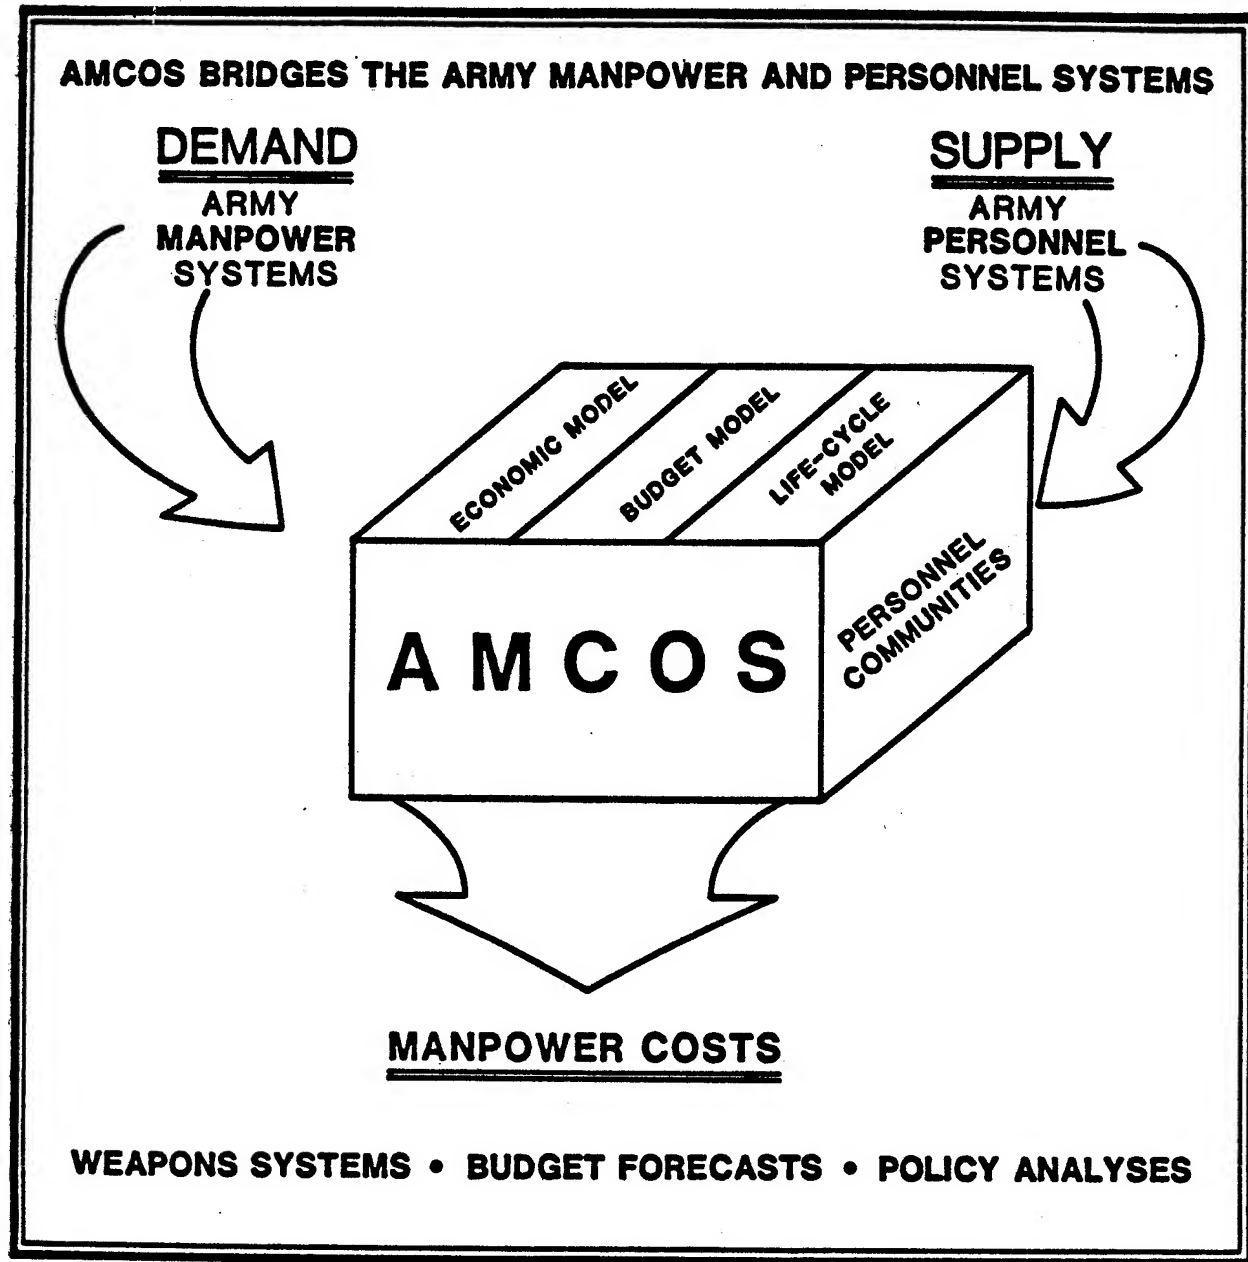 AMCOS BRIDGES THE ARMY MANPOWER AND PERSONNEL SYSTEMS
DEMAND
ARMY
MANPOWER
SYSTEMS
SUPPLY
ARMY
PERSONNEL
SYSTEMS
ECONOMIC MODEL
BUDGET MODEL
LIFE-CYCLE
MODEL
AMCOS
PERSONNEL
COMMUNITIES
MANPOWER COSTS
WEAPONS SYSTEMS • BUDGET FORECASTS • POLICY ANALYSES